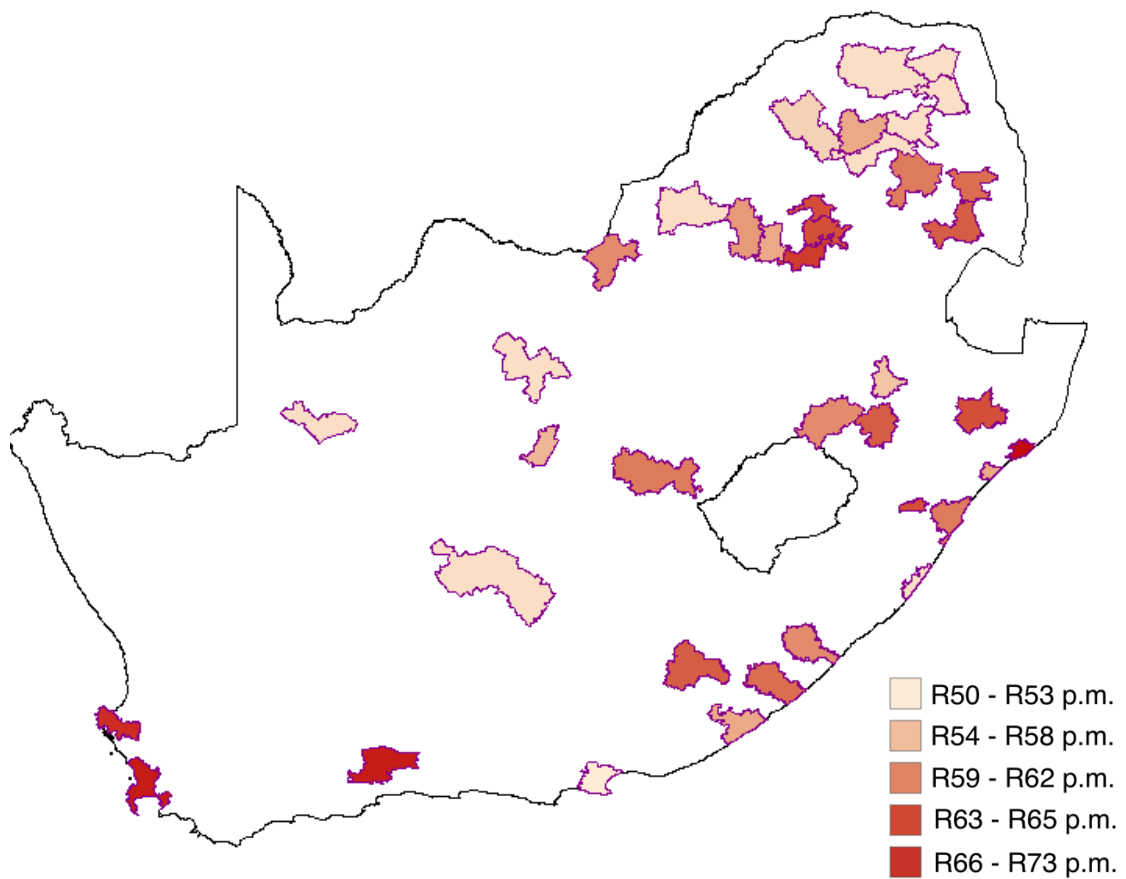 R50 - R53 p.m.
R54 - R58 p.m.
R59 - R62 p.m.
R63 - R65 p.m.
R66 - R73 p.m.